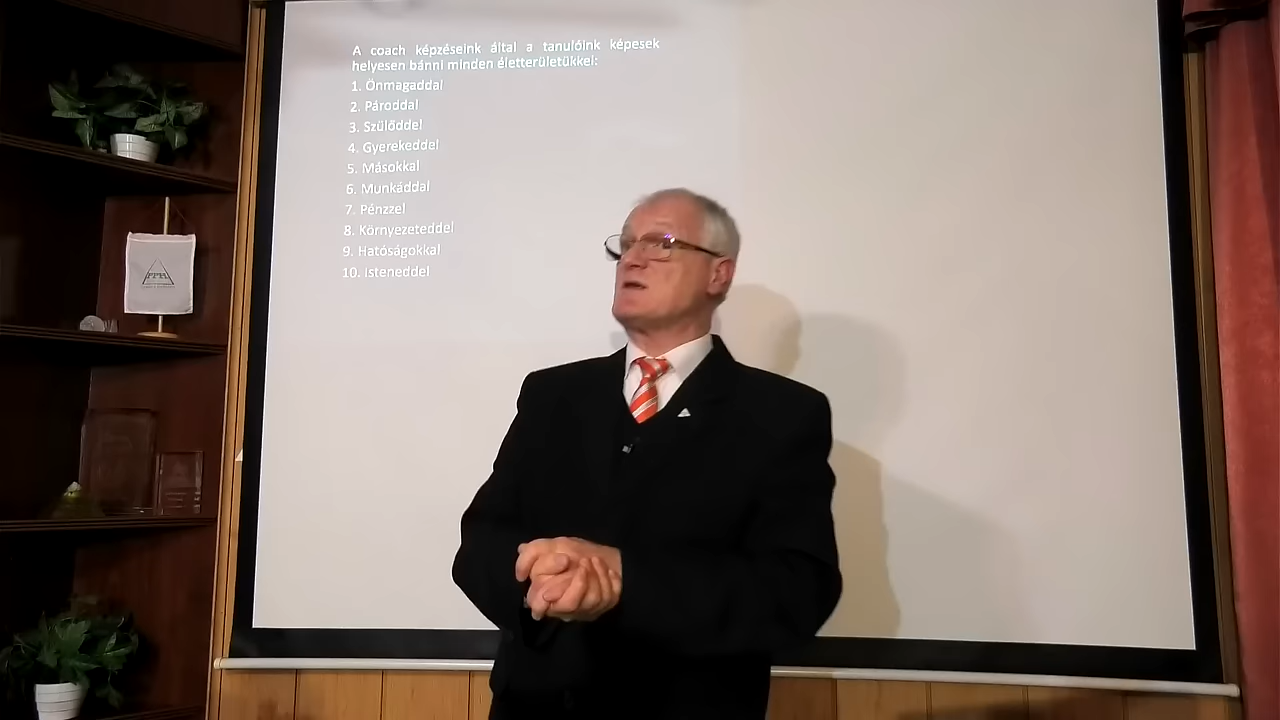 A coach képzéseink által a tanulóink képesek
helyesen bánni minden életterületükkel:
1. Önmagaddal
2. Pároddal
3. Szülőddel
4. Gyerekeddel
5. Másokkal
6. Munkáddal
7. Pénzzel
8. Környezeteddel
9. Hatóságokkal
10. Isteneddel